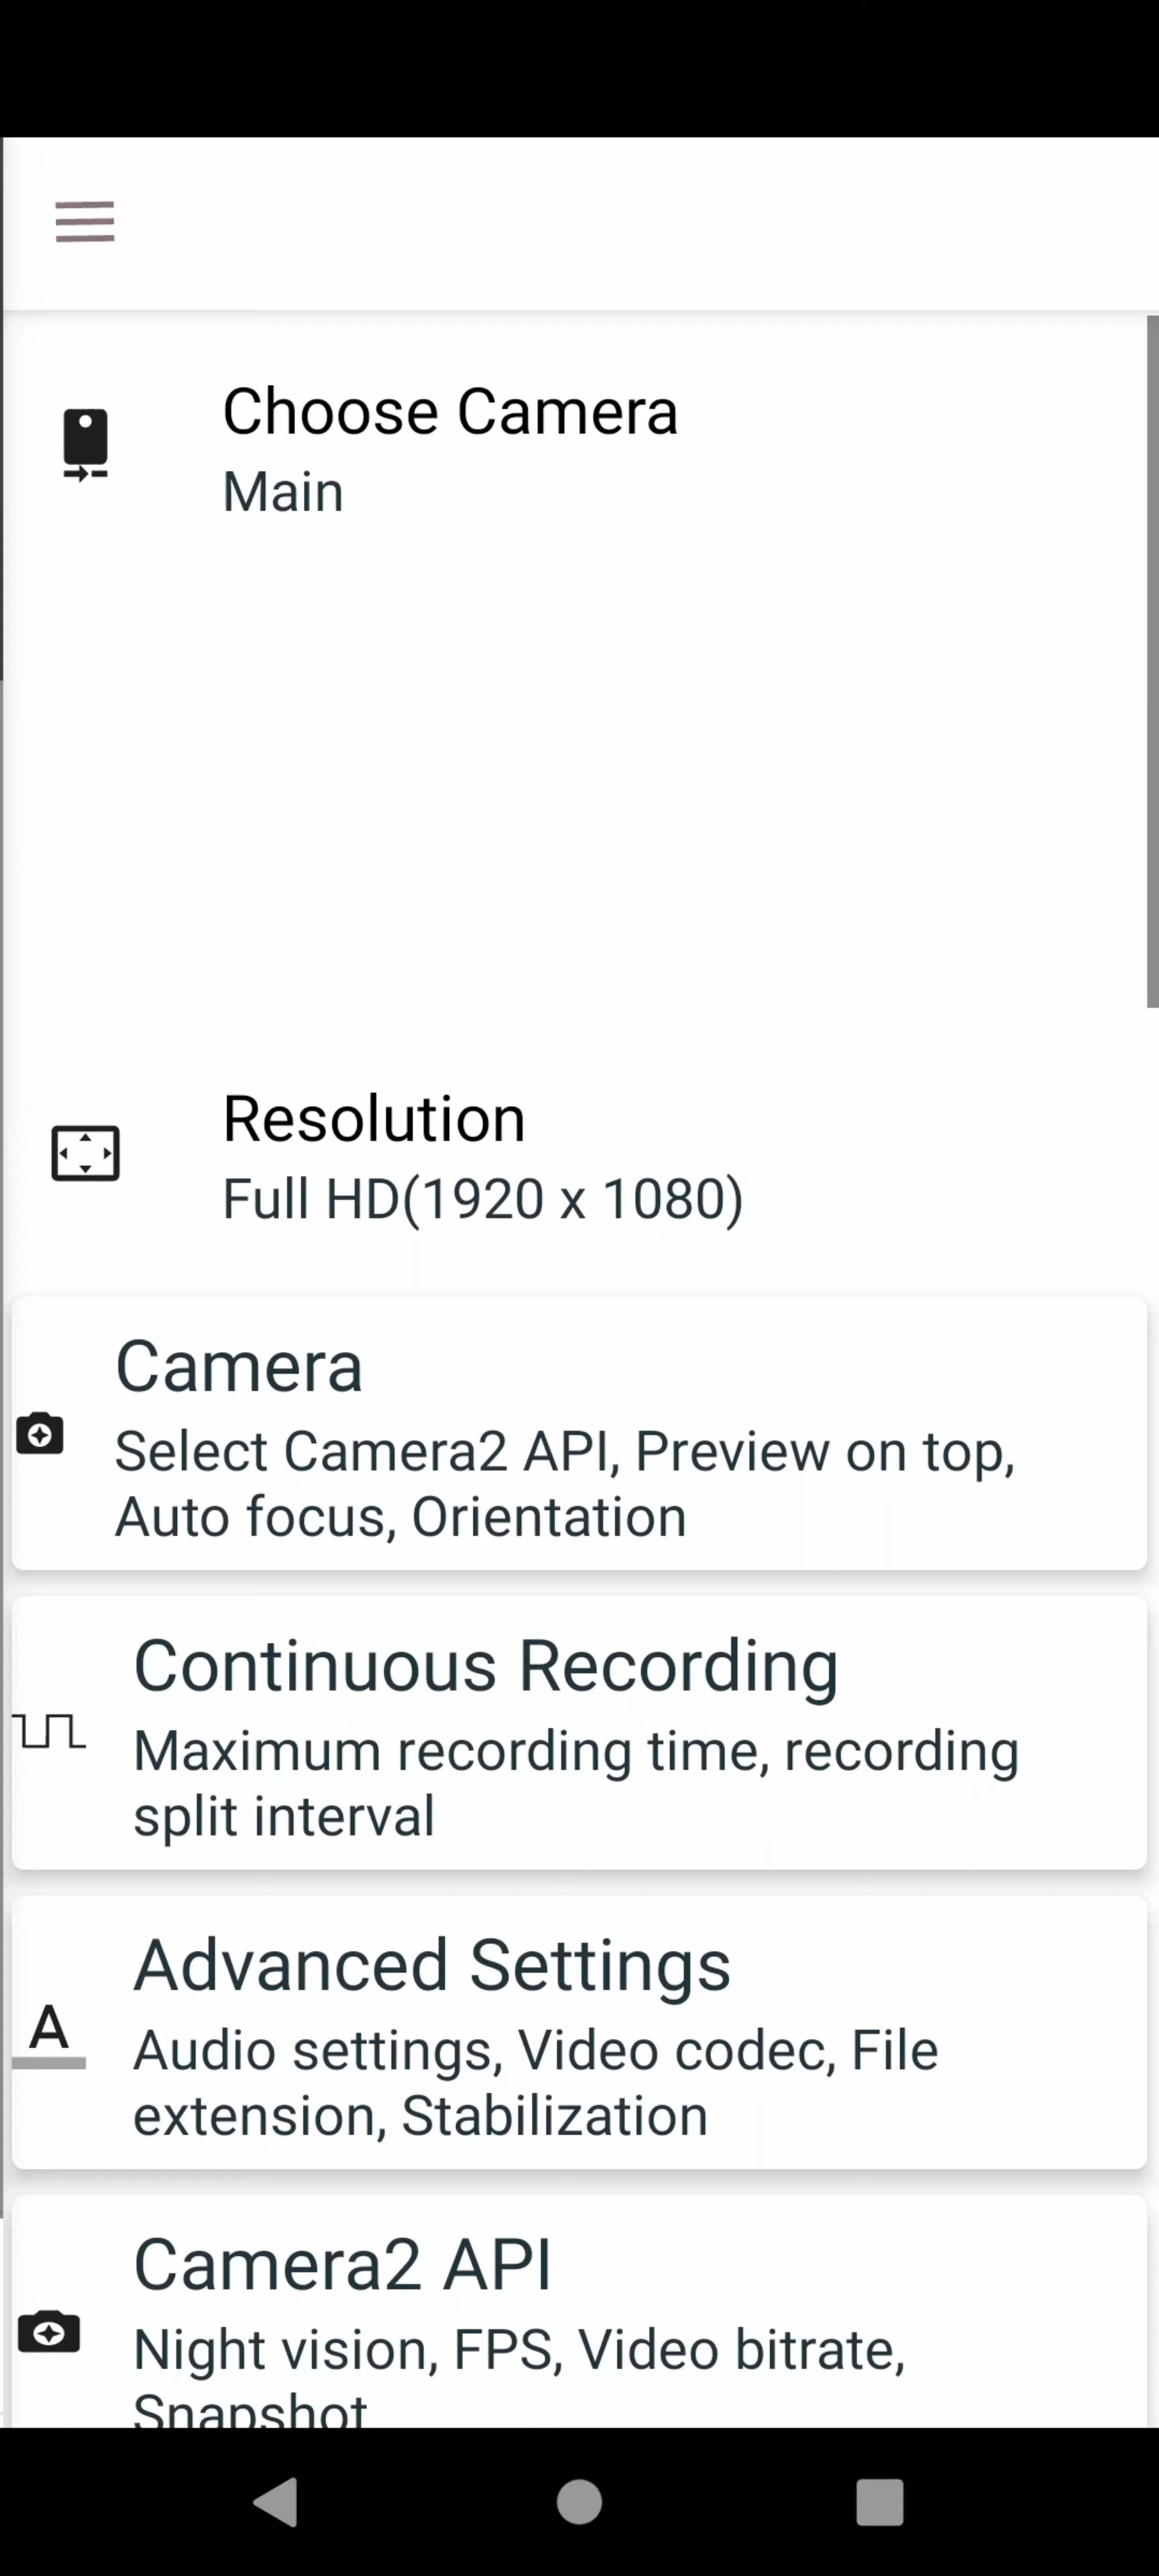 Choose Camera
Main
Resolution
Full HD(1920 x 1080)
Camera
Select Camera2 API, Preview on top,
Auto focus, Orientation
Continuous Recording
Maximum recording time, recording
split interval
Advanced Settings
A
Audio settings, Video codec, File
extension, Stabilization
Camera2 API
Night vision, FPS, Video bitrate,
Snapshot